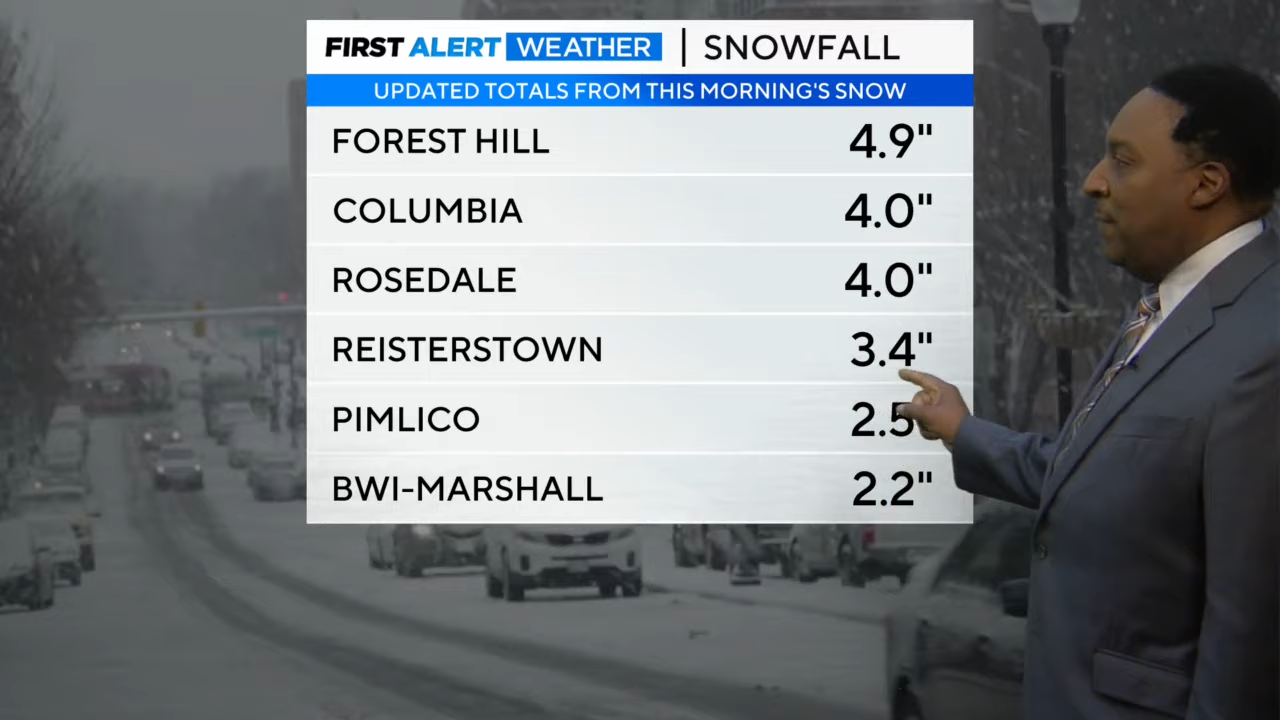 FIRST ALERT WEATHER | SNOWFALL
UPDATED TOTALS FROM THIS MORNING'S SNOW
FOREST HILL 4.9"
COLUMBIA 4.0"
ROSEDALE 4.0"
REISTERSTOWN 3.4"
PIMLICO 2.5
BWI-MARSHALL 2.2"